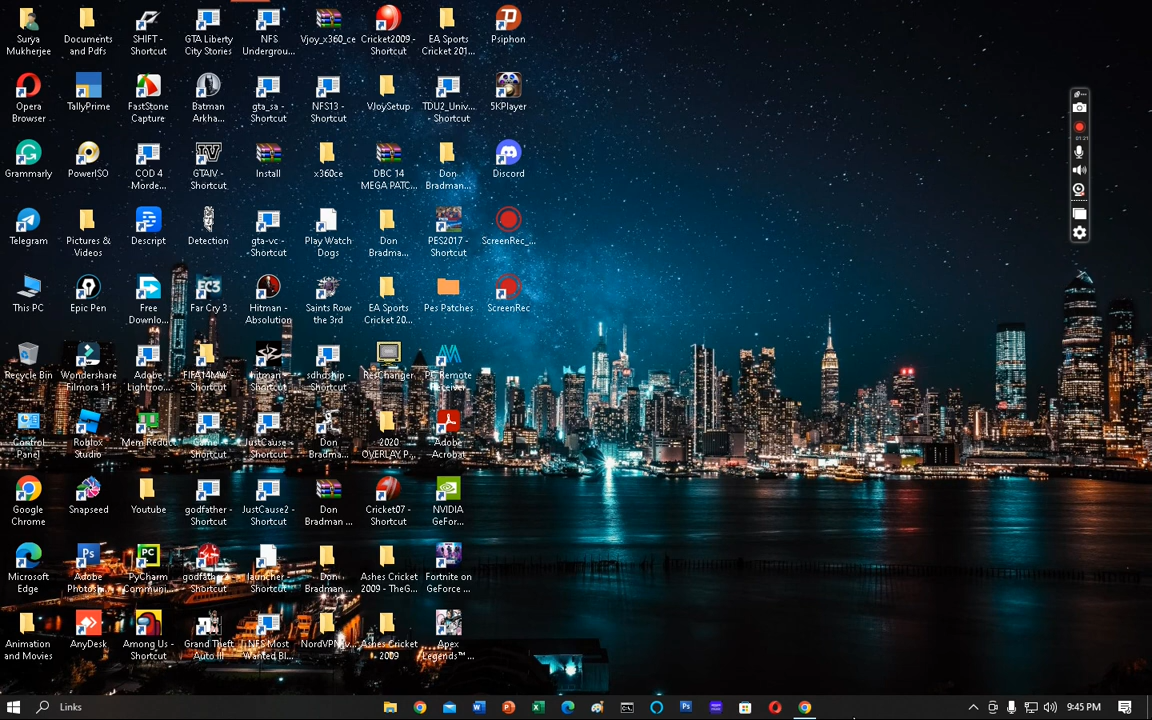 Surya
Mukherjee
Documents
and Pdfs
SHIFT -
Shortcut
GTA Liberty
City Stories
NFS
Undergrou...
Vjoy_x360_ce
Cricket2009 -
Shortcut
EA Sports
Cricket 201...
Psiphon
Opera
Browser
TallyPrime
FastStone
Capture
Batman
Arkha...
gta_sa -
Shortcut
NFS13 -
Shortcut
VJoySetup
TDU2_Univ...
- Shortcut
5KPlayer
Grammarly
PowerISO
COD 4
Morde...
GTAIV -
Shortcut
Install
x360ce
DBC 14
MEGA PATC...
Don
Bradman...
Discord
Telegram
Pictures &
Videos
Descript
Detection
gta-vc -
Shortcut
Play Watch
Dogs
Don
Bradma...
PES2017 -
Shortcut
ScreenRec_...
This PC
Epic Pen
Free
Downlo...
FC3
Far Cry 3
Hitman -
Absolution
Saints Row
the 3rd
EA Sports
Cricket 20...
Pes Patches
ScreenRec
Recycle Bin
Wondershare
Filmora 11
Adobe
Lightroo...
FIFA14MW -
Shortcut
hitman -
Shortcut
sdhdship -
Shortcut
ResChanger
PC Remote
Receiver
Control
Panel
Roblox
Studio
Mem Reduct
Game -
Shortcut
JustCause -
Shortcut
Don
Bradma...
2020
OVERLAY P...
Adobe
Acrobat
Google
Chrome
Snapseed
Youtube
godfather -
Shortcut
JustCause2 -
Shortcut
Don
Bradman ...
Cricket07 -
Shortcut
NVIDIA
GeFor...
Microsoft
Edge
Ps
Adobe
Photosh...
PC
PyCharm
Communi...
godfather2 -
Shortcut
launcher -
Shortcut
Don
Bradman ...
Ashes Cricket
2009 - TheG...
Fortnite on
GeForce ...
Animation
and Movies
AnyDesk
Among Us -
Shortcut
Grand Theft
Auto III
NFS Most
Wanted Bl...
Ashes Cricket
2009
Apex
Legends™ ...
01:21
Links
9:45 PM